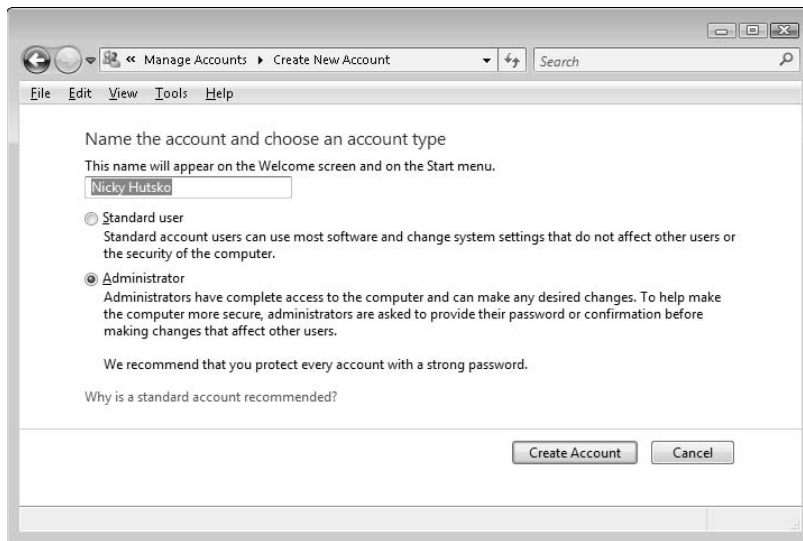 « Manage Accounts ▸ Create New Account Search
File Edit View Tools Help
Name the account and choose an account type
This name will appear on the Welcome screen and on the Start menu.
Nicky Hutsko
Standard user
Standard account users can use most software and change system settings that do not affect other users or
the security of the computer.
Administrator
Administrators have complete access to the computer and can make any desired changes. To help make
the computer more secure, administrators are asked to provide their password or confirmation before
making changes that affect other users.
We recommend that you protect every account with a strong password.
Why is a standard account recommended?
Create Account Cancel